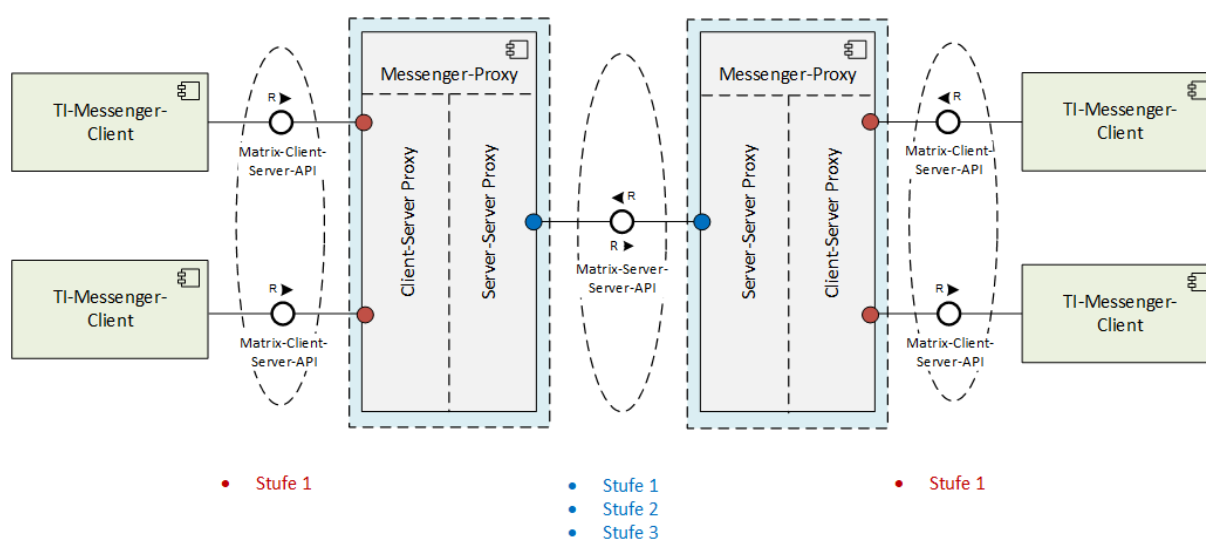 TI-Messenger-
Client
R
Matrix-Client-
Server-API
TI-Messenger-
Client
R
Matrix-Client-
Server-API
Messenger-Proxy
Client-Server Proxy
Server-Server Proxy
R
R
Matrix-Server-
Server-API
Messenger-Proxy
Server-Server Proxy
Client-Server Proxy
R
Matrix-Client-
Server-API
TI-Messenger-
Client
R
Matrix-Client-
Server-API
TI-Messenger-
Client
• Stufe 1
• Stufe 1
• Stufe 2
• Stufe 3
• Stufe 1